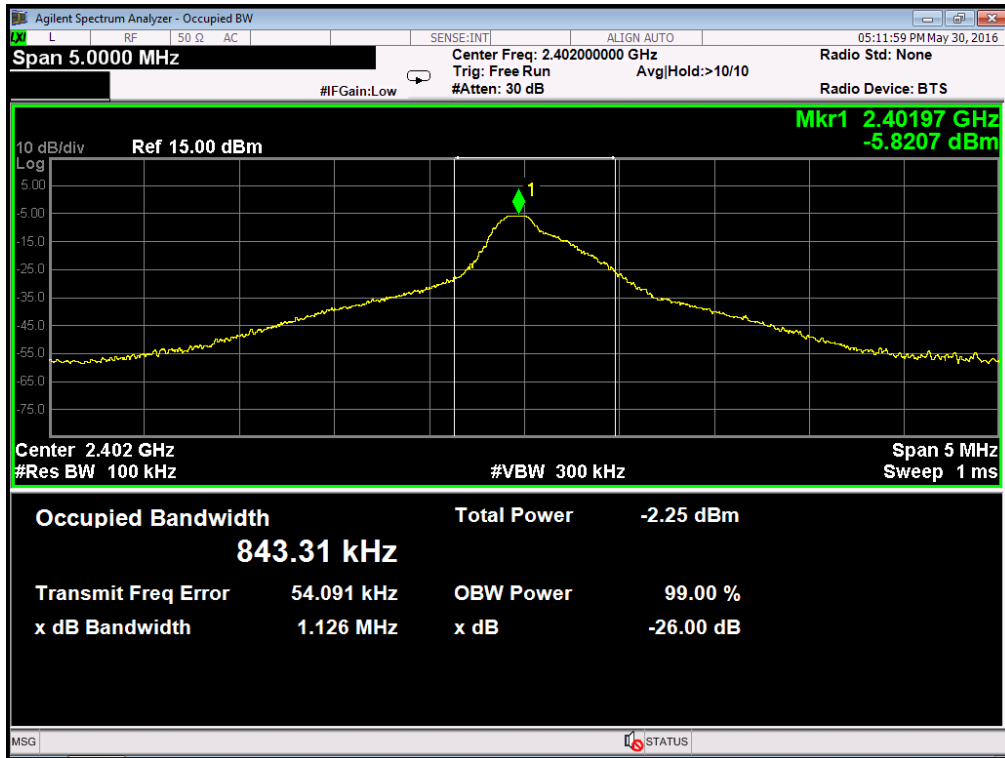 Agilent Spectrum Analyzer - Occupied BW
LXI L RF 50 Ω AC SENSE:INT ALIGN AUTO 05:11:59 PM May 30, 2016
Span 5.0000 MHz
Center Freq: 2.402000000 GHz
Radio Std: None
Trig: Free Run Avg|Hold:>10/10
#IFGain:Low
#Atten: 30 dB
Radio Device: BTS
Mkr1 2.40197 GHz
-5.8207 dBm
10 dB/div Ref 15.00 dBm
Log
5.00
1
-5.00
-15.0
-25.0
-35.0
-45.0
-55.0
-65.0
-75.0
Center 2.402 GHz Span 5 MHz
#Res BW 100 kHz #VBW 300 kHz Sweep 1 ms
Occupied Bandwidth Total Power -2.25 dBm
843.31 kHz
Transmit Freq Error 54.091 kHz OBW Power 99.00 %
x dB Bandwidth 1.126 MHz x dB -26.00 dB
MSG STATUS